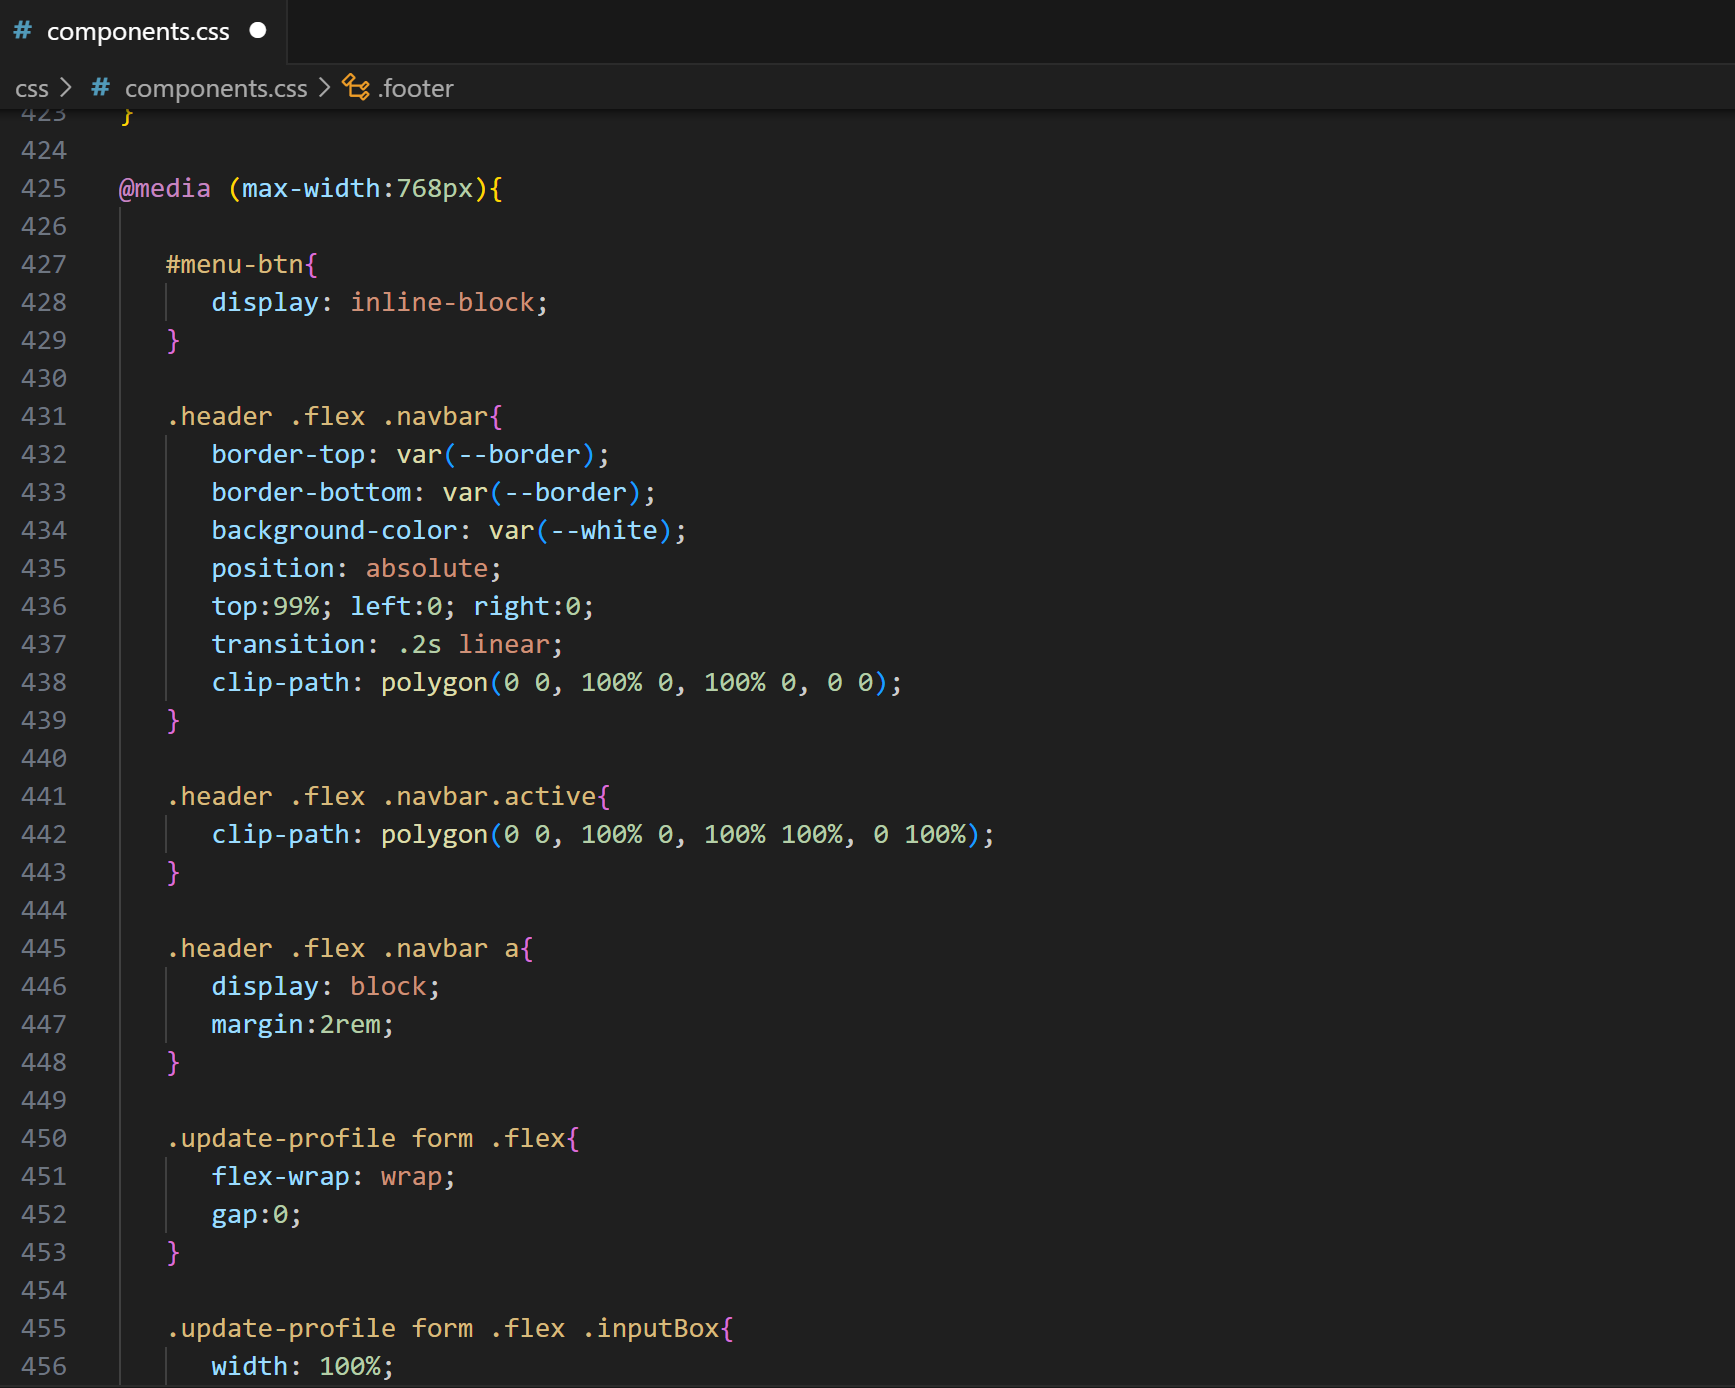 # components.css ●
css > # components.css > .footer
423 }
424
425 @media (max-width:768px){
426
427    #menu-btn{
428       display: inline-block;
429    }
430
431    .header .flex .navbar{
432       border-top: var(--border);
433       border-bottom: var(--border);
434       background-color: var(--white);
435       position: absolute;
436       top:99%; left:0; right:0;
437       transition: .2s linear;
438       clip-path: polygon(0 0, 100% 0, 100% 0, 0 0);
439    }
440
441    .header .flex .navbar.active{
442       clip-path: polygon(0 0, 100% 0, 100% 100%, 0 100%);
443    }
444
445    .header .flex .navbar a{
446       display: block;
447       margin:2rem;
448    }
449
450    .update-profile form .flex{
451       flex-wrap: wrap;
452       gap:0;
453    }
454
455    .update-profile form .flex .inputBox{
456       width: 100%;